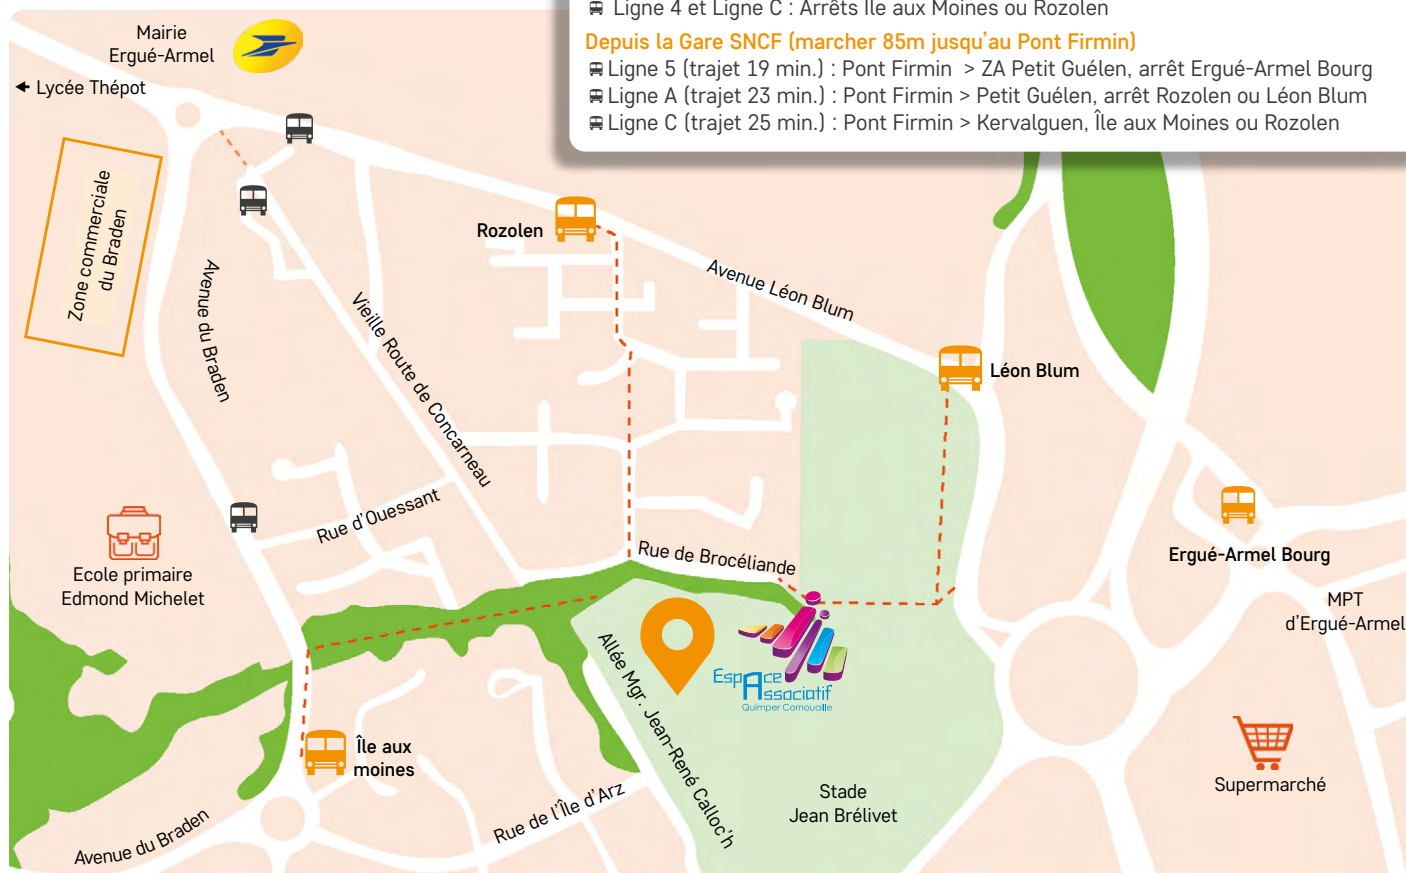 Ligne 4 et Ligne C : Arrêts Ile aux Moines ou Rozolen
Depuis la Gare SNCF (marcher 85m jusqu'au Pont Firmin)
Ligne 5 (trajet 19 min.) : Pont Firmin > ZA Petit Guélen, arrêt Ergué-Armel Bourg
Ligne A (trajet 23 min.) : Pont Firmin > Petit Guélen, arrêt Rozolen ou Léon Blum
Ligne C (trajet 25 min.) : Pont Firmin > Kervalguen, Île aux Moines ou Rozolen
Mairie
Ergué-Armel
Lycée Thépot
Zone commerciale
du Braden
Avenue du Braden
Vieille Route de Concarneau
Rozolen
Avenue Léon Blum
Léon Blum
Rue d'Ouessant
Ecole primaire
Edmond Michelet
Rue de Brocéliande
Ergué-Armel Bourg
MPT
d'Ergué-Armel
Allée Mgr. Jean-René Calloc'h
Espace
Associatif
Quimper Cornouaille
Île aux
moines
Rue de l'Île d'Arz
Avenue du Braden
Stade
Jean Brélivet
Supermarché